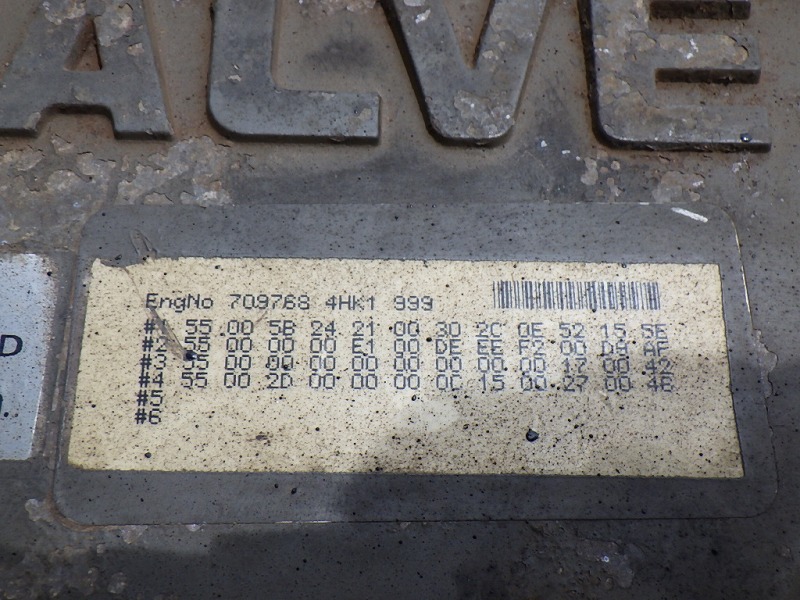 ALVE
D
EngNo 709768 4HK1 999
#1 55 00 5B 24 21 00 30 2C 0E 52 15 5E
#2 55 00 00 00 E1 00 DE EE F2 00 DA AF
#3 55 00 00 00 00 00 00 00 00 00 17 00 42
#4 55 00 2D 00 00 00 00 0C 15 00 27 00 46
#5
#6